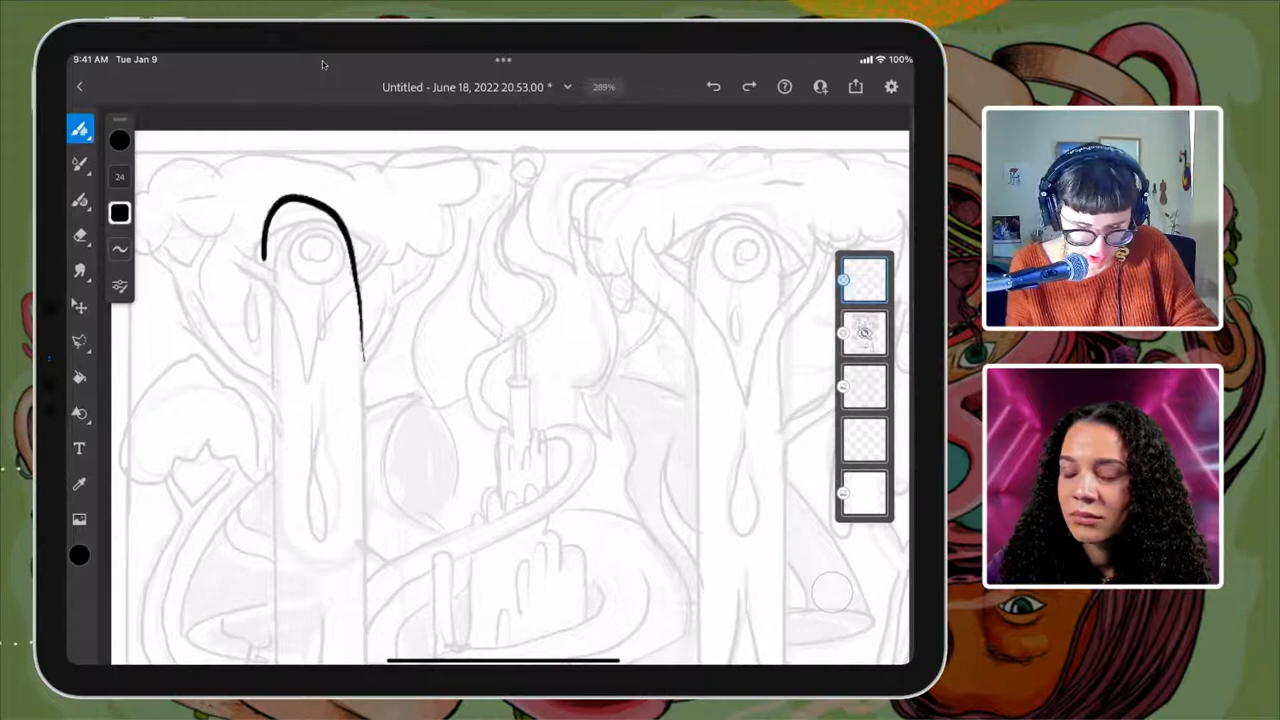 9:41 AM Tue Jan 9
100%
Untitled - June 18, 2022 20.53.00 *
289%
24
T